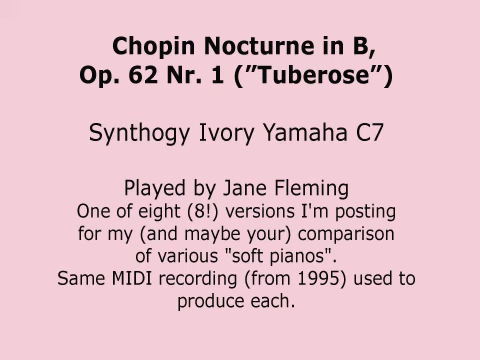 Chopin Nocturne in B,
Op. 62 Nr. 1 (”Tuberose”)
Synthogy Ivory Yamaha C7
Played by Jane Fleming
One of eight (8!) versions I'm posting
for my (and maybe your) comparison
of various "soft pianos".
Same MIDI recording (from 1995) used to
produce each.